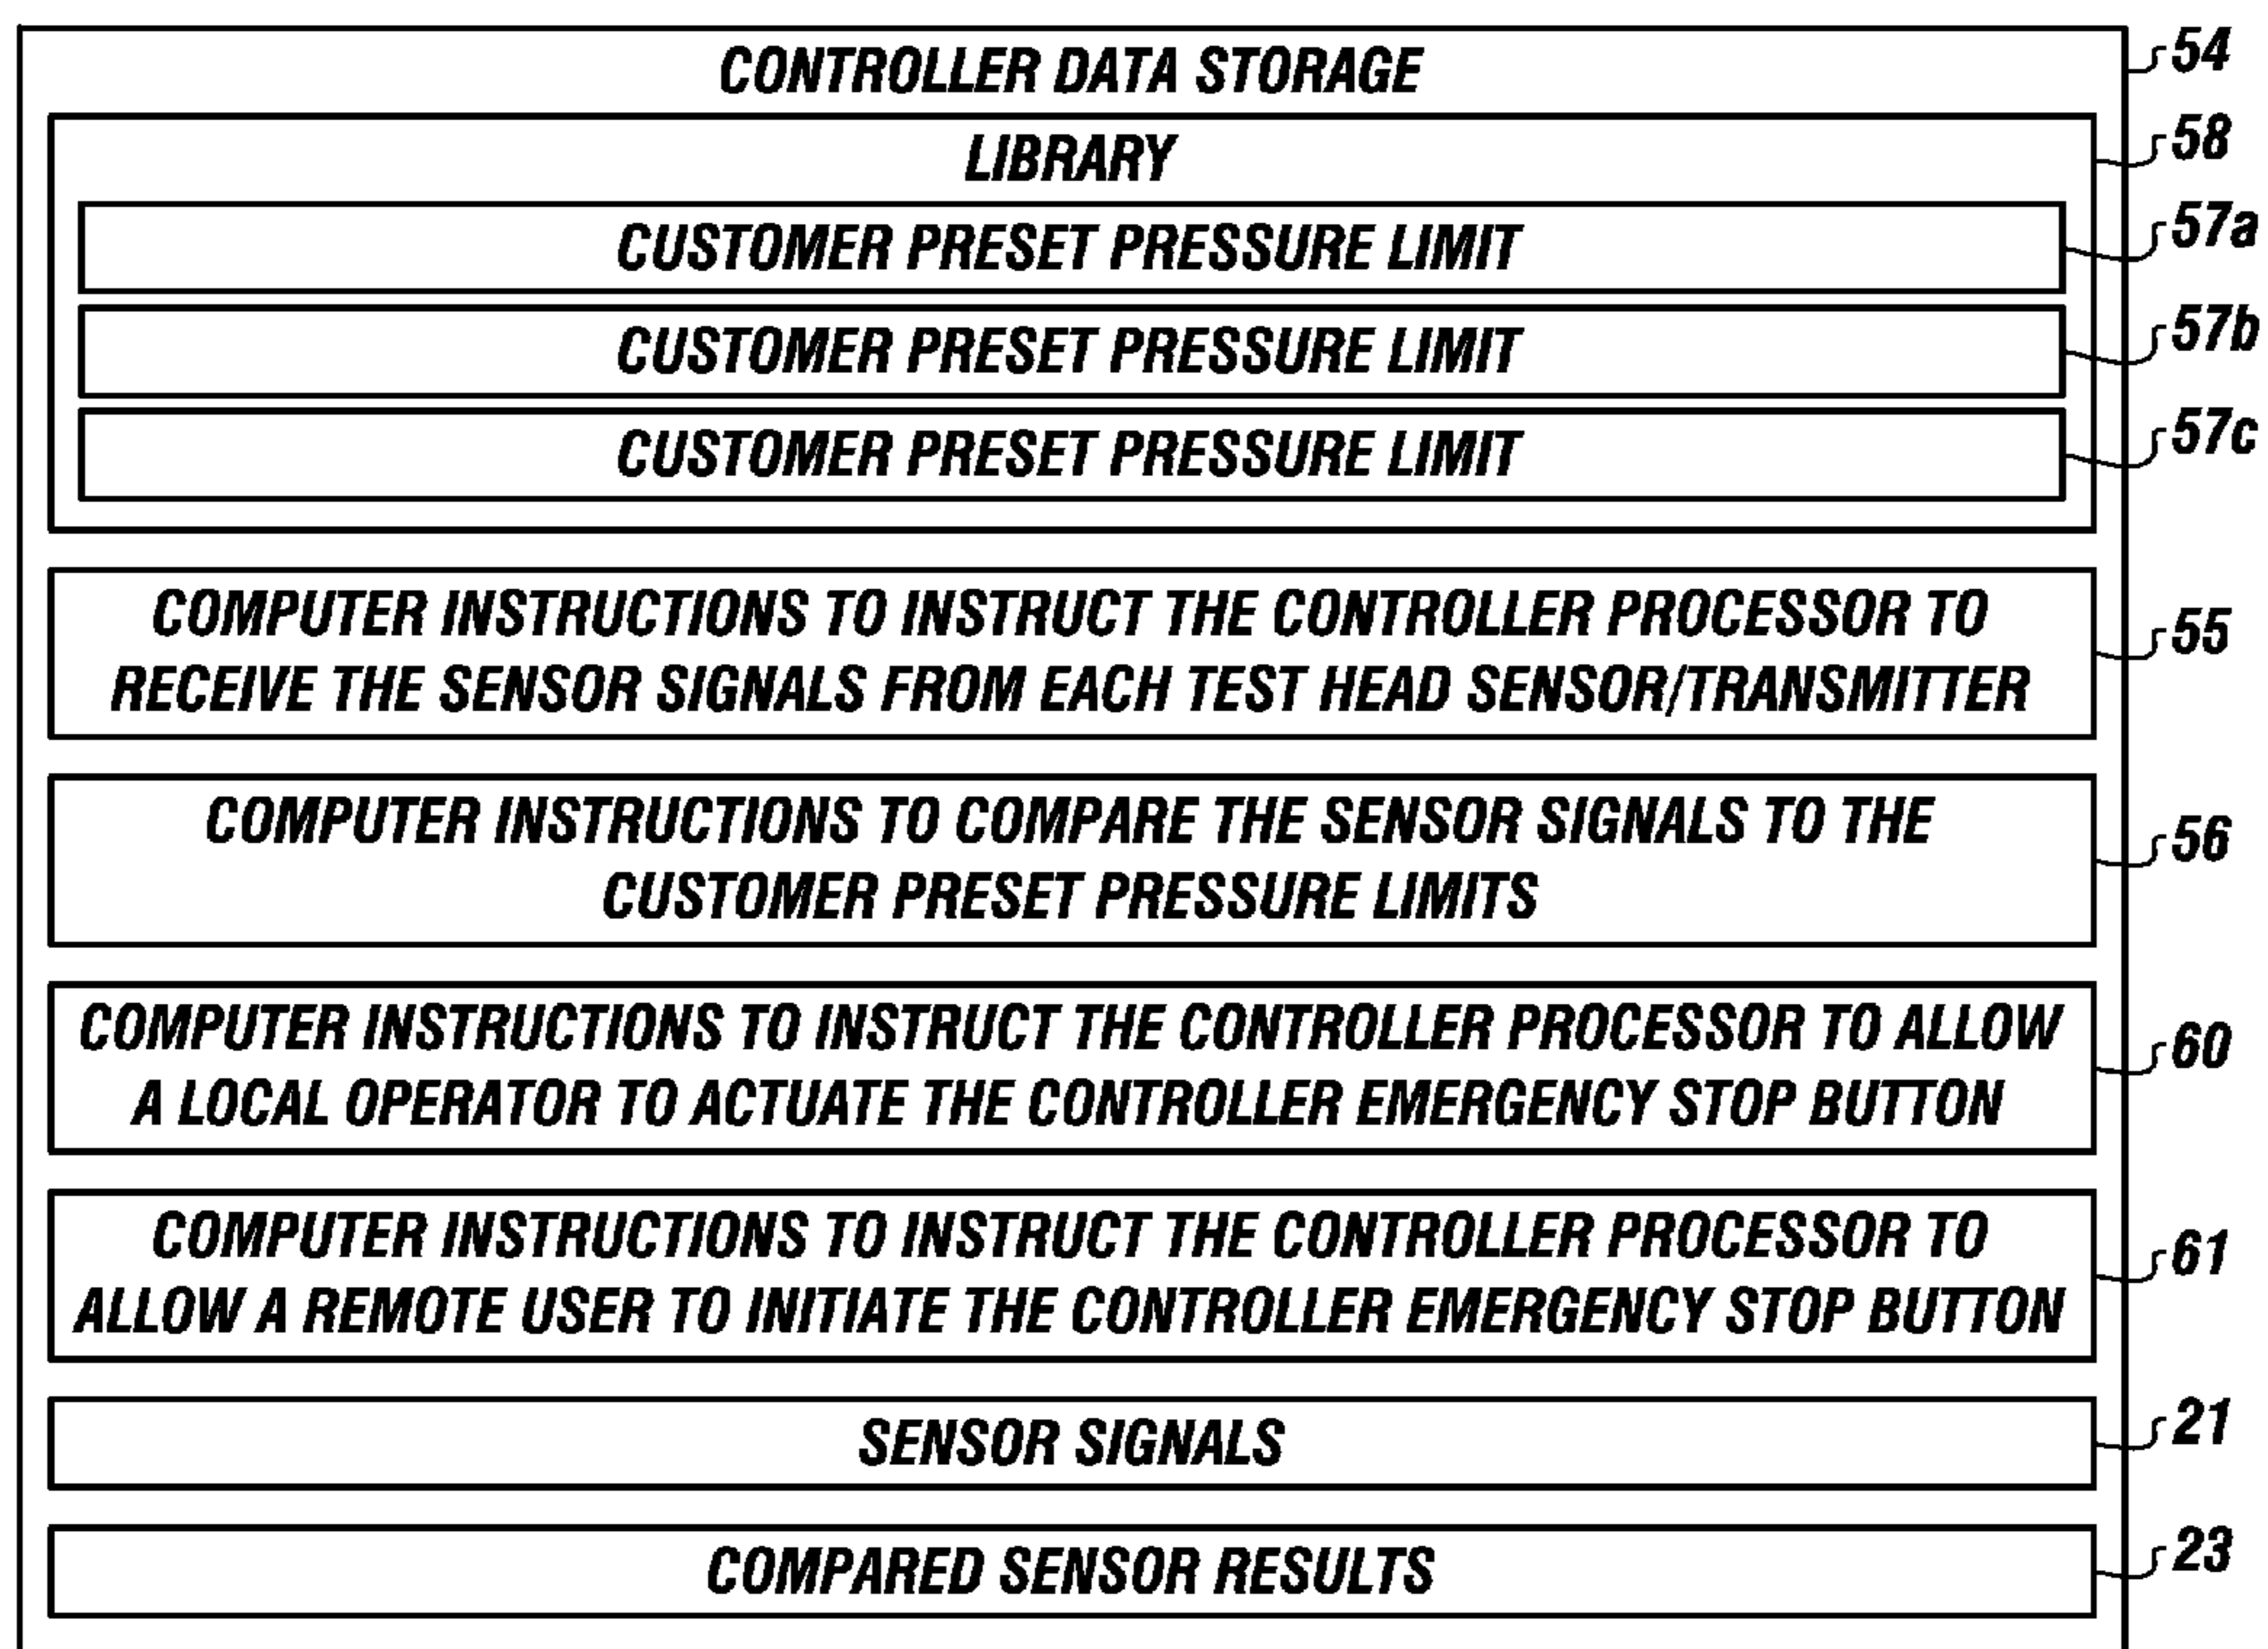 CONTROLLER DATA STORAGE 54
LIBRARY 58
CUSTOMER PRESET PRESSURE LIMIT 57a
CUSTOMER PRESET PRESSURE LIMIT 57b
CUSTOMER PRESET PRESSURE LIMIT 57c
COMPUTER INSTRUCTIONS TO INSTRUCT THE CONTROLLER PROCESSOR TO
RECEIVE THE SENSOR SIGNALS FROM EACH TEST HEAD SENSOR/TRANSMITTER
55
COMPUTER INSTRUCTIONS TO COMPARE THE SENSOR SIGNALS TO THE
CUSTOMER PRESET PRESSURE LIMITS
56
COMPUTER INSTRUCTIONS TO INSTRUCT THE CONTROLLER PROCESSOR TO ALLOW
A LOCAL OPERATOR TO ACTUATE THE CONTROLLER EMERGENCY STOP BUTTON
60
COMPUTER INSTRUCTIONS TO INSTRUCT THE CONTROLLER PROCESSOR TO
ALLOW A REMOTE USER TO INITIATE THE CONTROLLER EMERGENCY STOP BUTTON
61
SENSOR SIGNALS 21
COMPARED SENSOR RESULTS 23